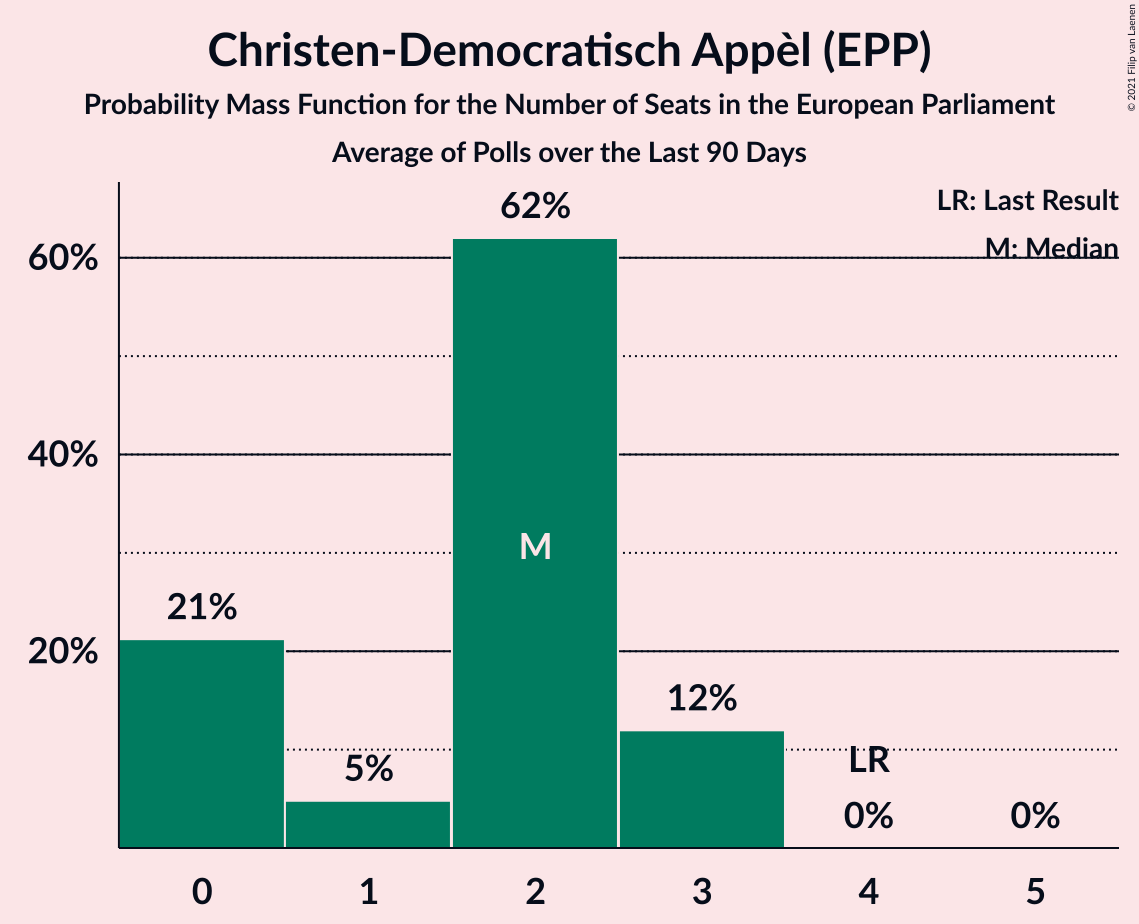 Christen-Democratisch Appèl (EPP)
Probability Mass Function for the Number of Seats in the European Parliament
Average of Polls over the Last 90 Days
© 2021 Filip van Laenen
LR: Last Result
M: Median
60%
40%
20%
21%
5%
62%
M
12%
LR
0%
0%
0 1 2 3 4 5